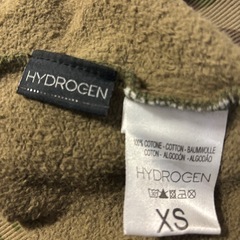 HYDROGEN
100% COTONE - COTTON - BAUMWOLLE
COTON - ALGODÓN - ALGODÃO
HYDROGEN
XS